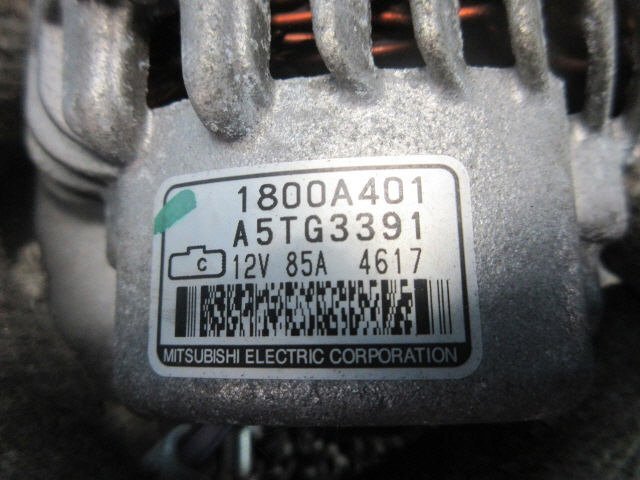 1800A401
A5TG3391
C 12V 85A 4617
MITSUBISHI ELECTRIC CORPORATION